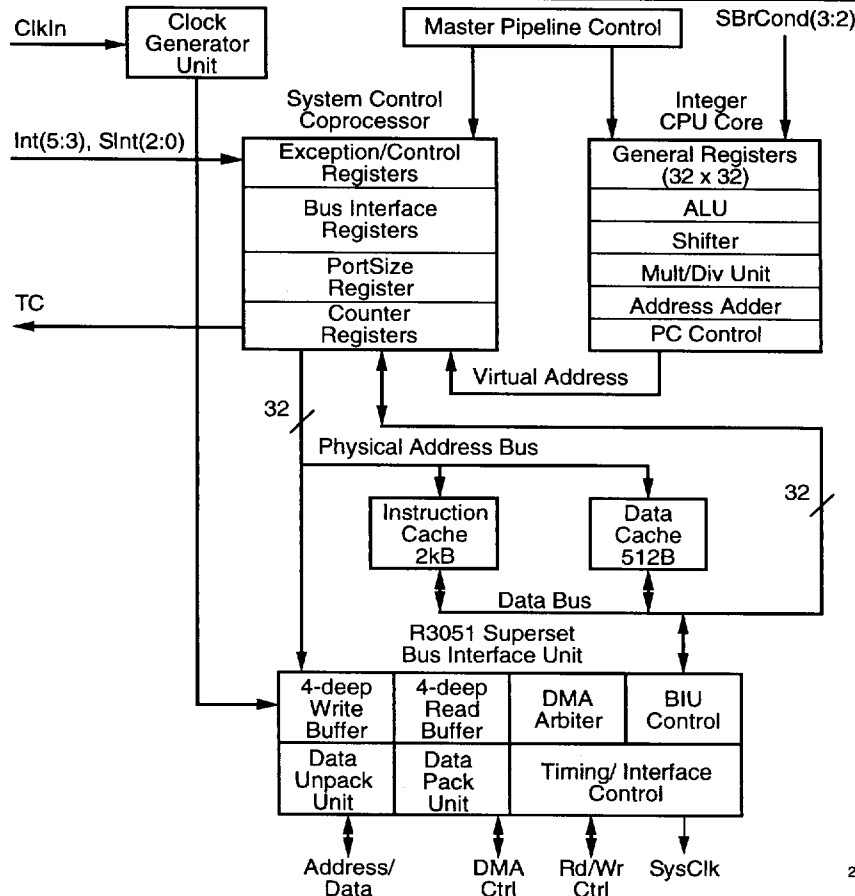 ClkIn
Clock
Generator
Unit
Master Pipeline Control
SBrCond(3:2)
System Control
Coprocessor
Integer
CPU Core
Int(5:3), SInt(2:0)
Exception/Control
Registers
Bus Interface
Registers
PortSize
Register
Counter
Registers
General Registers
(32 x 32)
ALU
Shifter
Mult/Div Unit
Address Adder
PC Control
TC
Virtual Address
32
Physical Address Bus
32
Instruction
Cache
2kB
Data
Cache
512B
Data Bus
R3051 Superset
Bus Interface Unit
4-deep
Write
Buffer
4-deep
Read
Buffer
DMA
Arbiter
BIU
Control
Data
Unpack
Unit
Data
Pack
Unit
Timing/ Interface
Control
Address/
Data
DMA
Ctrl
Rd/Wr
Ctrl
SysClk
2